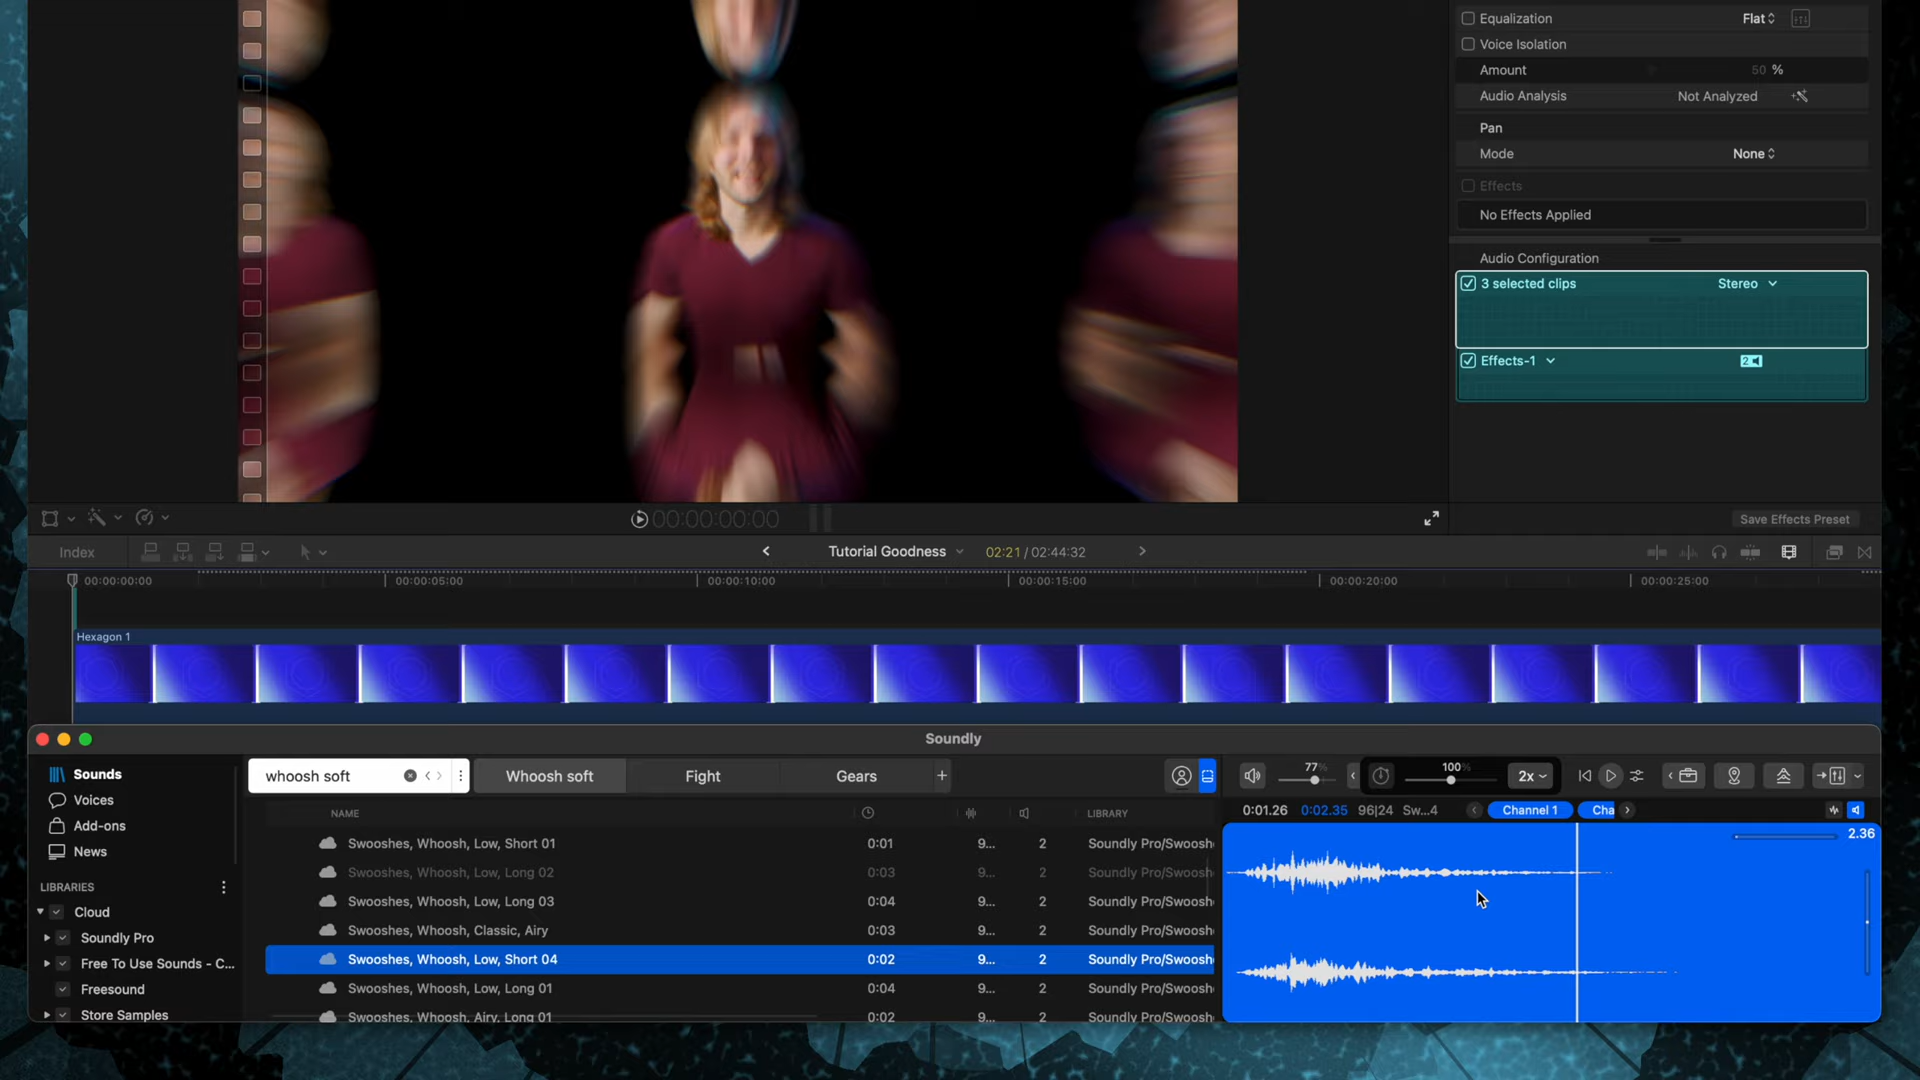 Equalization Flat
Voice Isolation
Amount 50 %
Audio Analysis Not Analyzed
Pan
Mode None
Effects
No Effects Applied
Audio Configuration
3 selected clips Stereo
Effects-1 2
00:00:00:00
Save Effects Preset
Index
Tutorial Goodness 02:21 / 02:44:32
00:00:00:00 00:00:05:00 00:00:10:00 00:00:15:00 00:00:20:00 00:00:25:00
Hexagon 1
Soundly
Sounds
Voices
Add-ons
News
LIBRARIES
Cloud
Soundly Pro
Free To Use Sounds - C...
Freesound
Store Samples
whoosh soft Whoosh soft Fight Gears +
NAME LIBRARY
Swooshes, Whoosh, Low, Short 01 0:01 9... 2 Soundly Pro/Swoosh
Swooshes, Whoosh, Low, Long 02 0:03 9... 2 Soundly Pro/Swoosh
Swooshes, Whoosh, Low, Long 03 0:04 9... 2 Soundly Pro/Swoosh
Swooshes, Whoosh, Classic, Airy 0:03 9... 2 Soundly Pro/Swoosh
Swooshes, Whoosh, Low, Short 04 0:02 9... 2 Soundly Pro/Swoosh
Swooshes, Whoosh, Low, Long 01 0:04 9... 2 Soundly Pro/Swoosh
Swooshes, Whoosh, Airy, Long 01 0:02 9... 2 Soundly Pro/Swoosh
77% 100% 2x
0:01.26 0:02.35 96|24 Sw...4 Channel 1 Cha
2.36